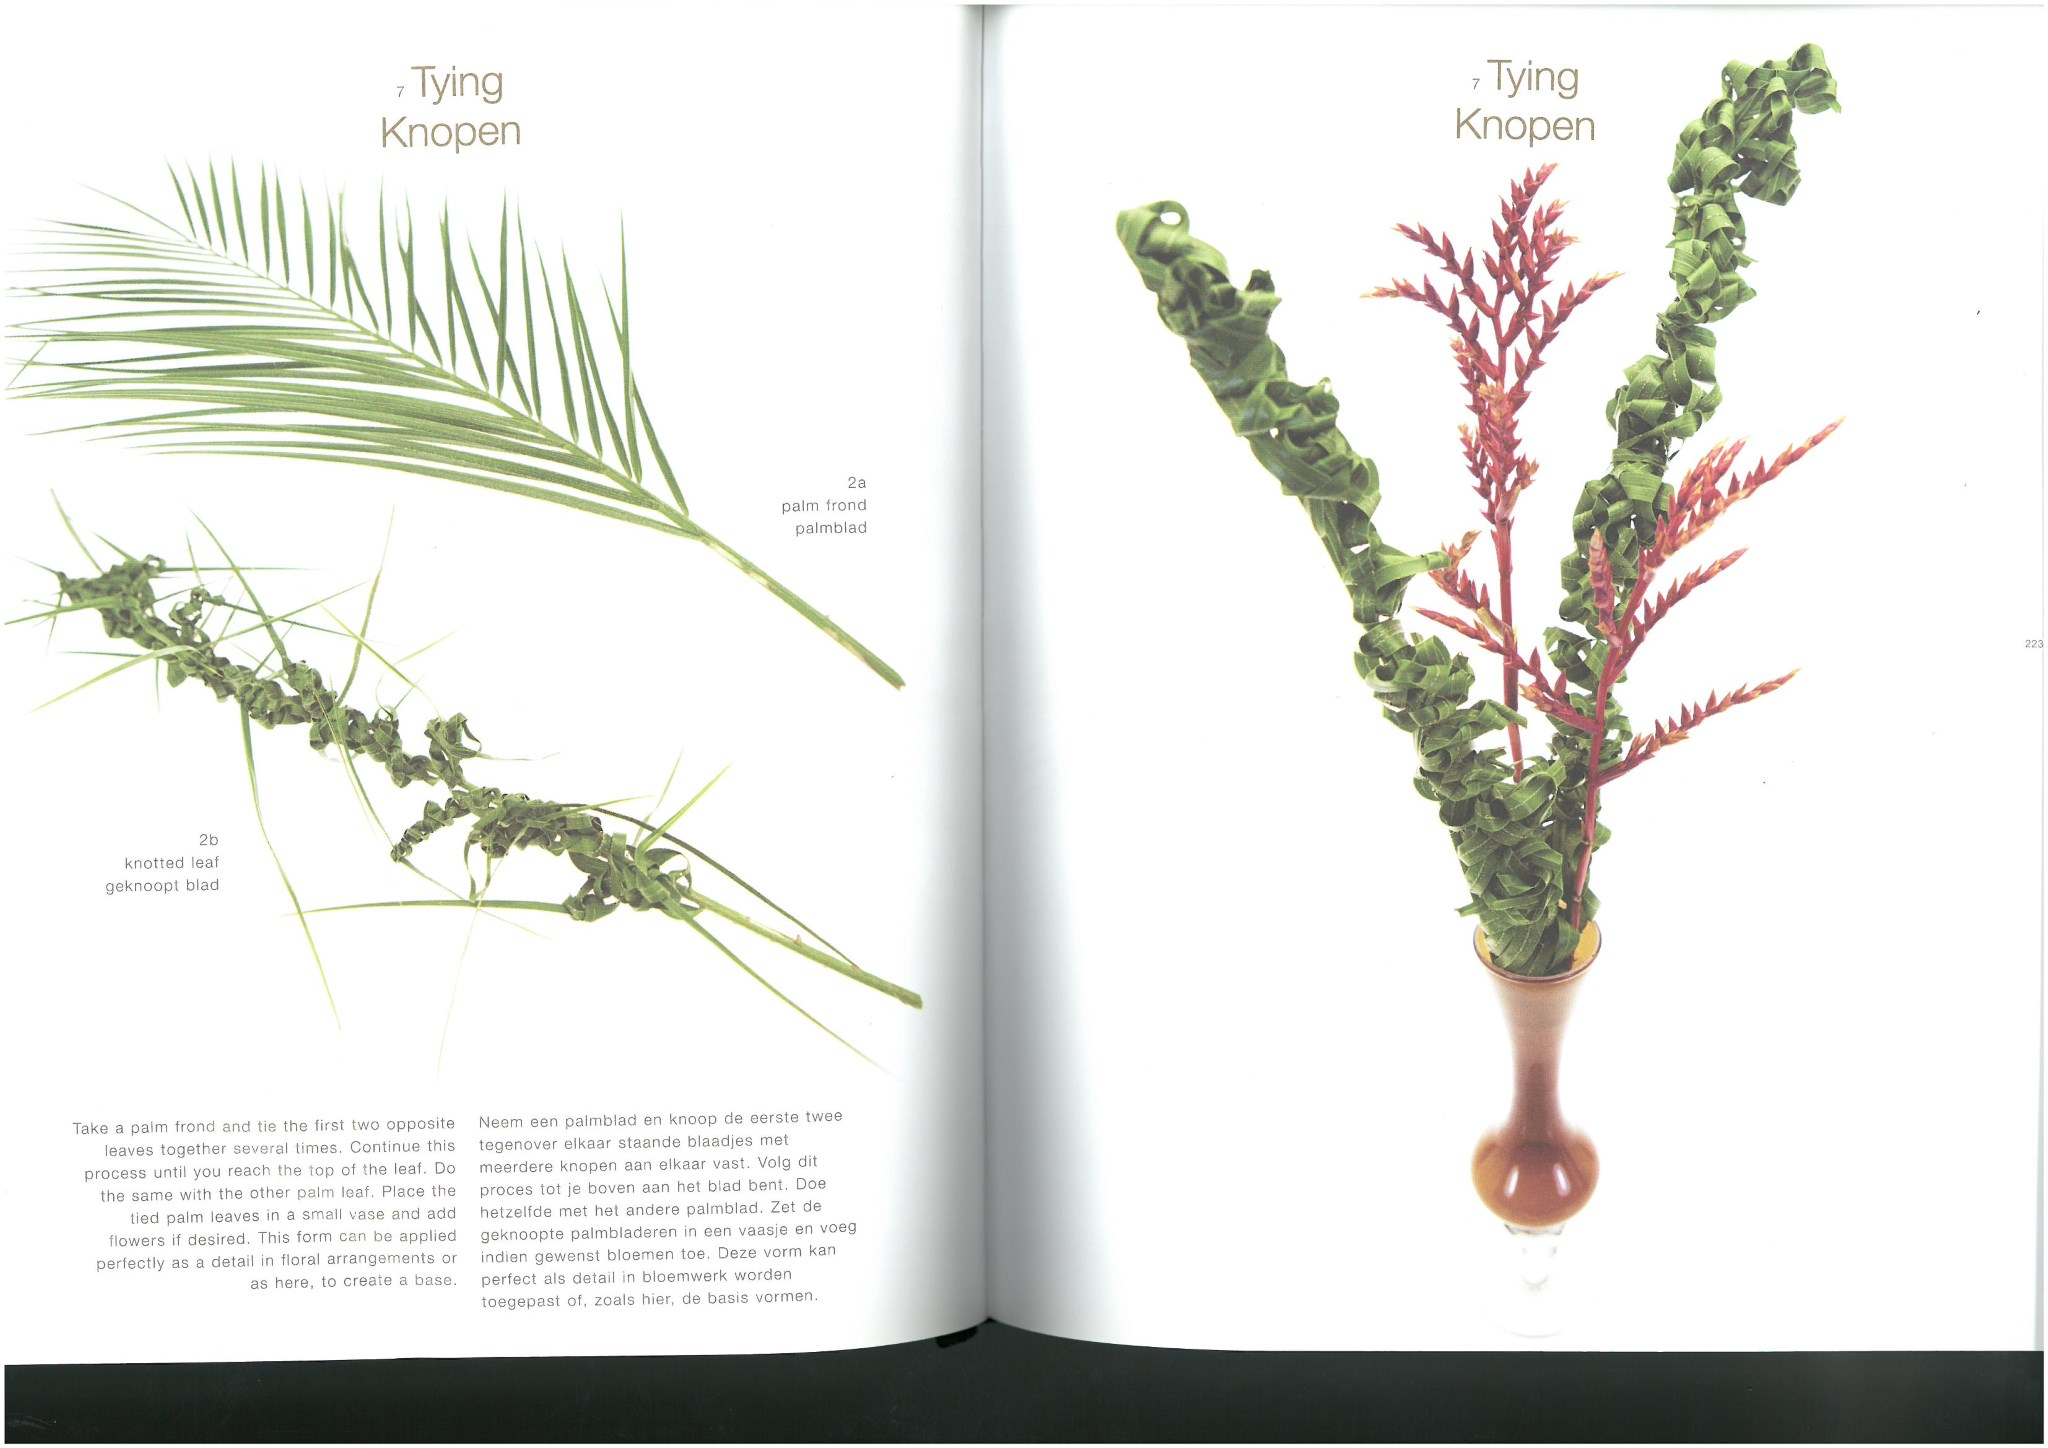 7 Tying
Knopen
2a
palm frond
palmblad
2b
knotted leaf
geknoopt blad
Take a palm frond and tie the first two opposite
leaves together several times. Continue this
process until you reach the top of the leaf. Do
the same with the other palm leaf. Place the
tied palm leaves in a small vase and add
flowers if desired. This form can be applied
perfectly as a detail in floral arrangements or
as here, to create a base.
Neem een palmblad en knoop de eerste twee
tegenover elkaar staande blaadjes met
meerdere knopen aan elkaar vast. Volg dit
proces tot je boven aan het blad bent. Doe
hetzelfde met het andere palmblad. Zet de
geknoopte palmbladeren in een vaasje en voeg
indien gewenst bloemen toe. Deze vorm kan
perfect als detail in bloemwerk worden
toegepast of, zoals hier, de basis vormen.
7 Tying
Knopen
223